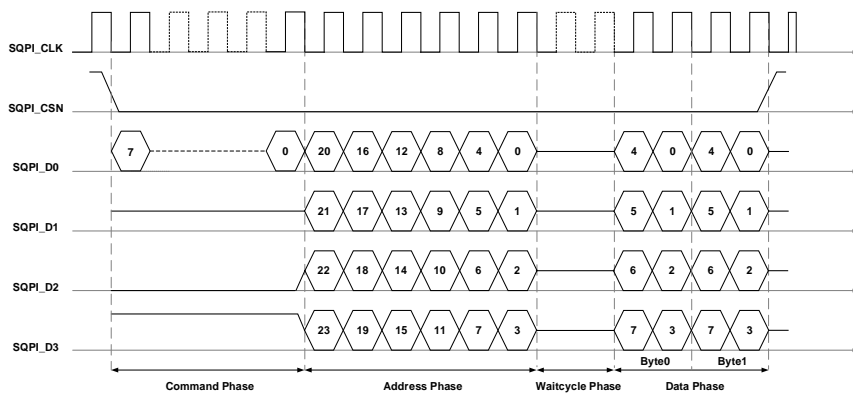 SQPI_CLK
SQPI_CSN
SQPI_D0 7 0 20 16 12 8 4 0 4 0 4 0
SQPI_D1 21 17 13 9 5 1 5 1 5 1
SQPI_D2 22 18 14 10 6 2 6 2 6 2
SQPI_D3 23 19 15 11 7 3 7 3 7 3
Byte0 Byte1
Command Phase Address Phase Waitcycle Phase Data Phase